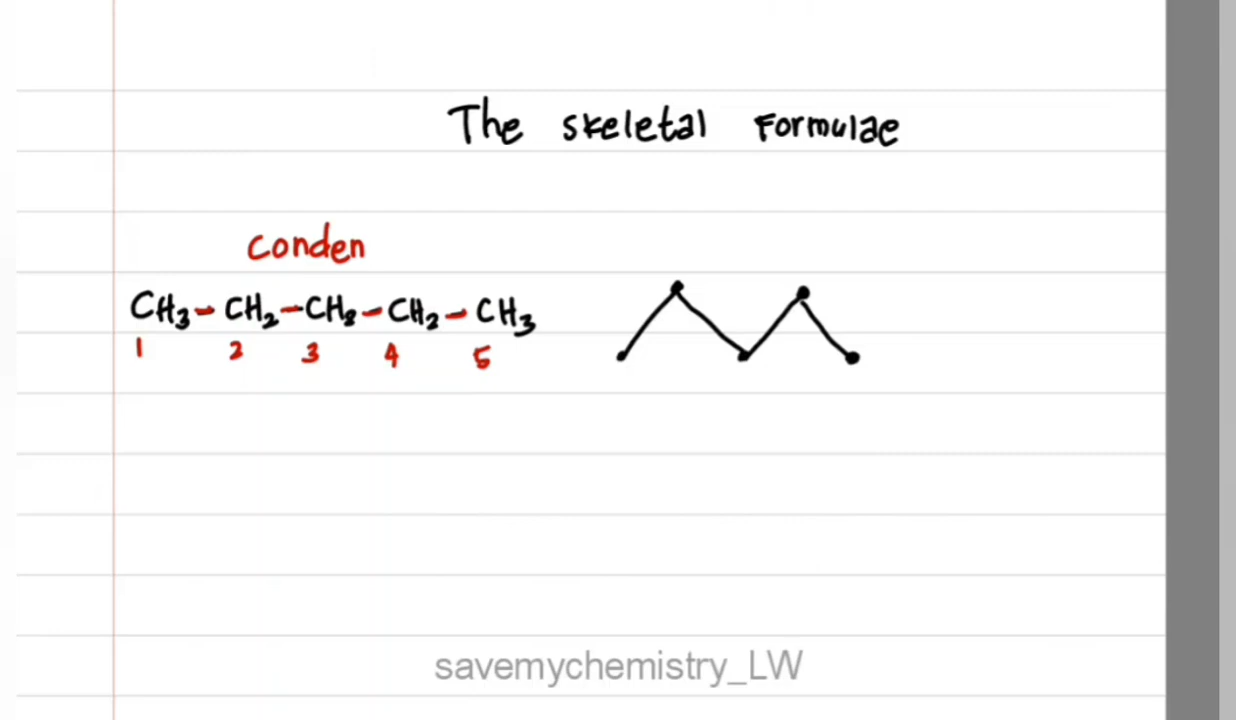 The skeletal Formulae
Conden
CH₃-CH₂-CH₂-CH₂-CH₃
1 2 3 4 5
savemychemistry_LW